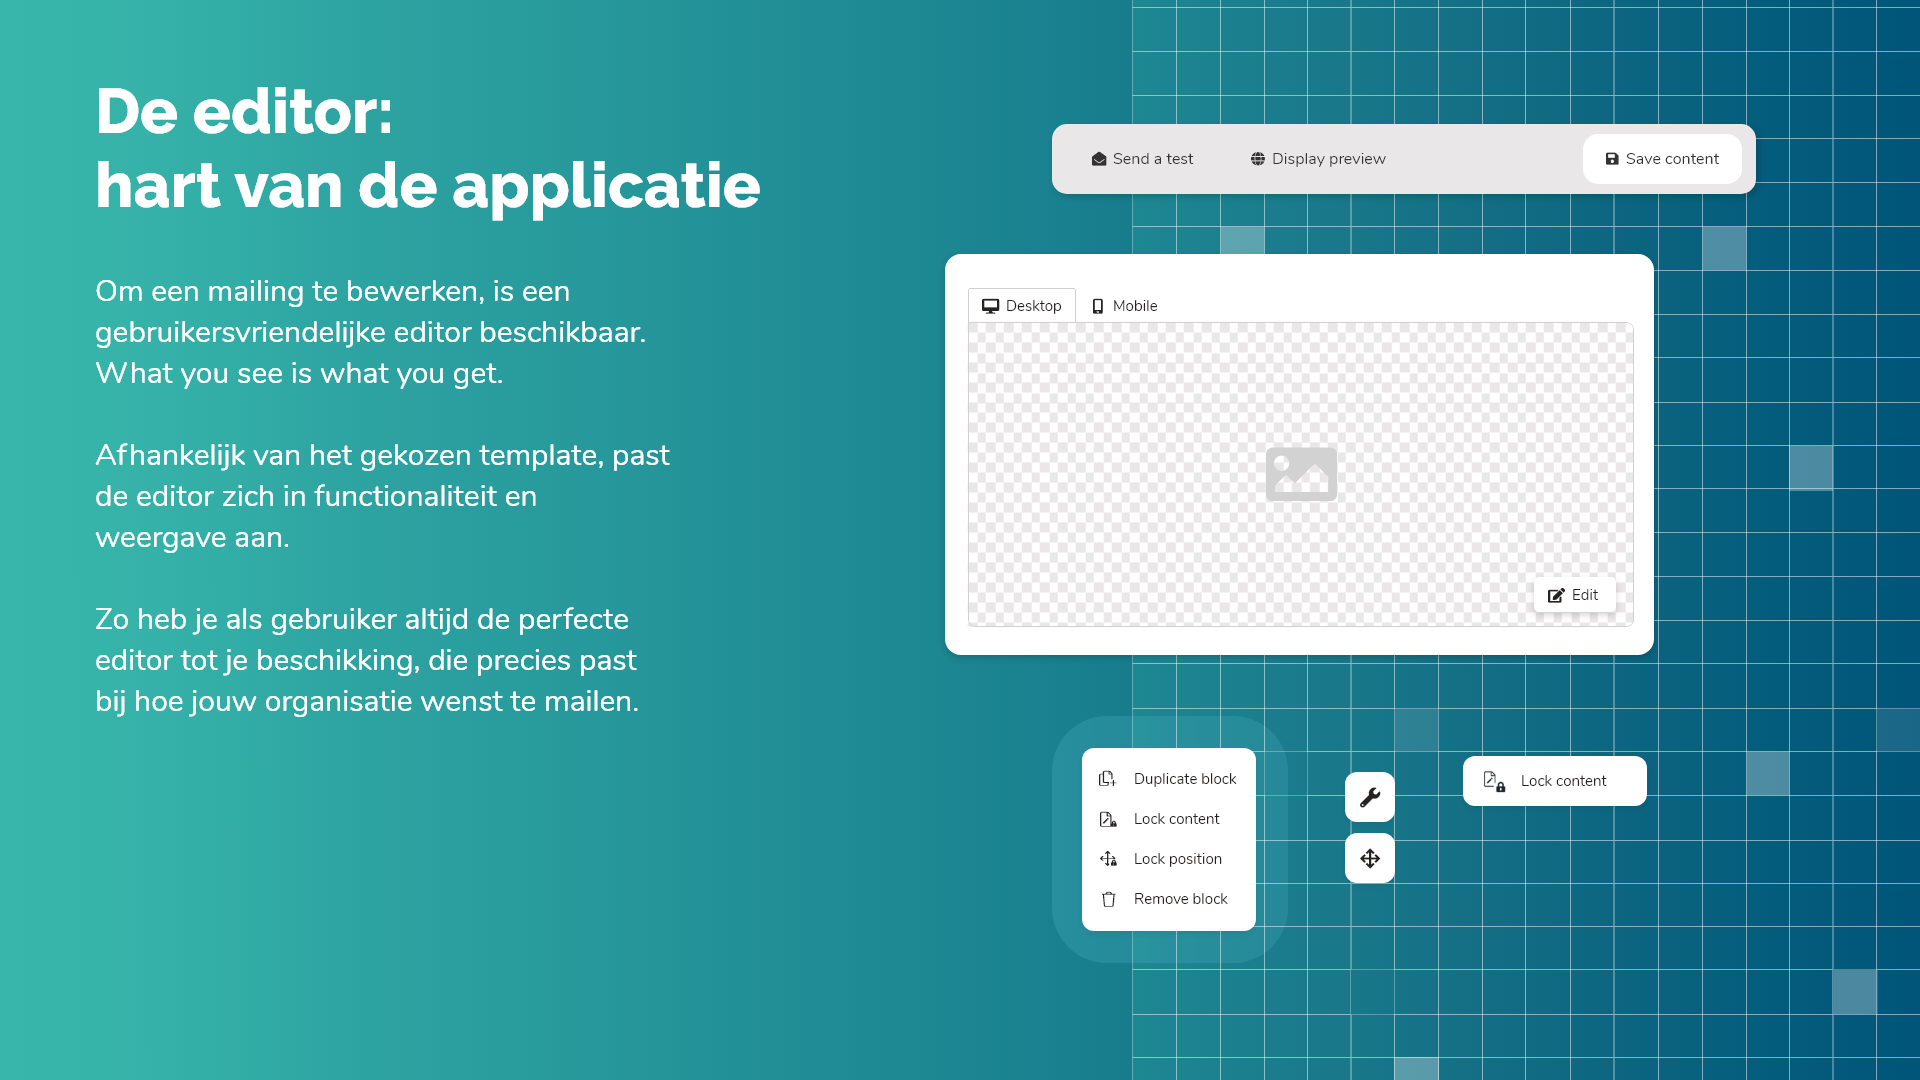 De editor:
hart van de applicatie
Om een mailing te bewerken, is een
gebruikersvriendelijke editor beschikbaar.
What you see is what you get.
Afhankelijk van het gekozen template, past
de editor zich in functionaliteit en
weergave aan.
Zo heb je als gebruiker altijd de perfecte
editor tot je beschikking, die precies past
bij hoe jouw organisatie wenst te mailen.
Send a test
Display preview
Save content
Desktop
Mobile
Edit
Duplicate block
Lock content
Lock position
Remove block
Lock content